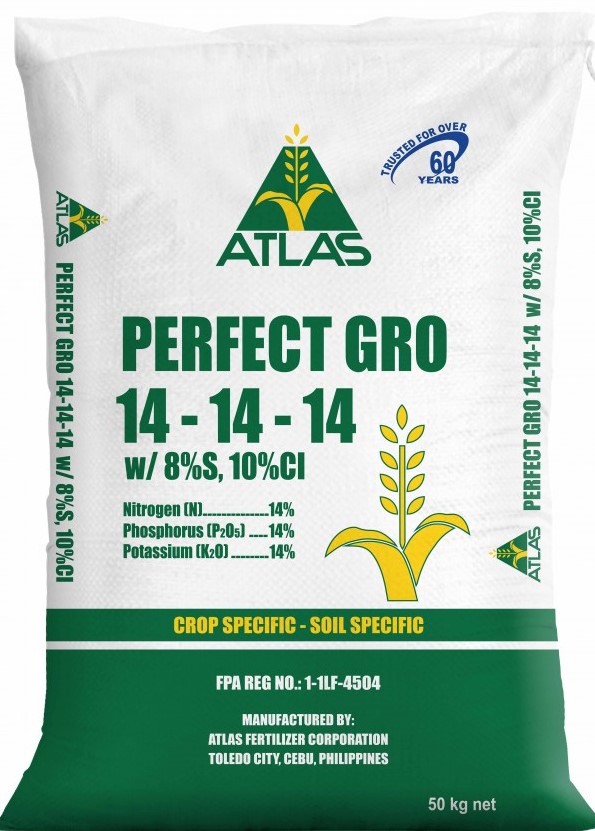 TRUSTED FOR OVER
60
YEARS
ATLAS
ATLAS
PERFECT GRO 14-14-14 w/ 8%S, 10%Cl
PERFECT GRO
14 - 14 - 14
w/ 8%S, 10%Cl
Nitrogen (N)..................14%
Phosphorus (P₂O₅) .....14%
Potassium (K₂O) ..........14%
ATLAS
PERFECT GRO 14-14-14 w/ 8%S, 10%Cl
CROP SPECIFIC - SOIL SPECIFIC
FPA REG NO.: 1-1LF-4504
MANUFACTURED BY:
ATLAS FERTILIZER CORPORATION
TOLEDO CITY, CEBU, PHILIPPINES
50 kg net